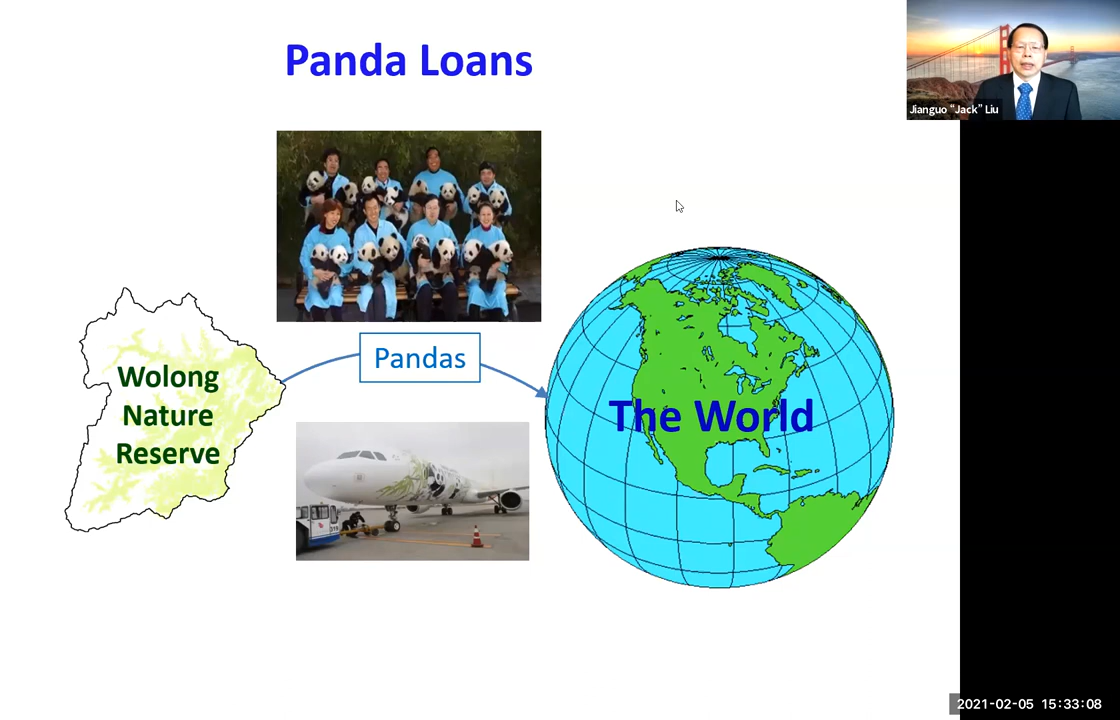 Panda Loans
Jianguo "Jack" Liu
Pandas
Wolong
Nature
Reserve
The World
2021-02-05 15:33:08